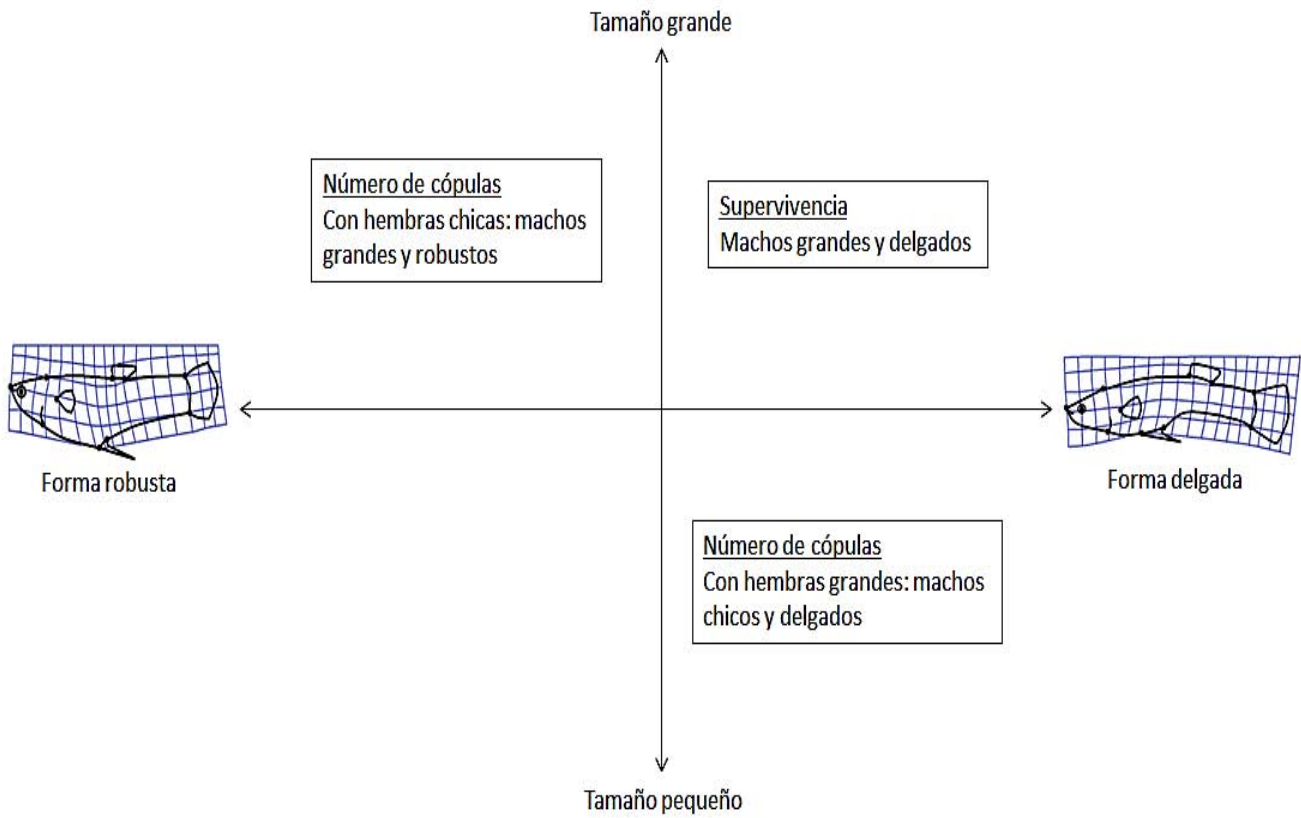 Tamaño grande
Número de cópulas
Con hembras chicas: machos
grandes y robustos
Supervivencia
Machos grandes y delgados
Forma robusta
Forma delgada
Número de cópulas
Con hembras grandes: machos
chicos y delgados
Tamaño pequeño